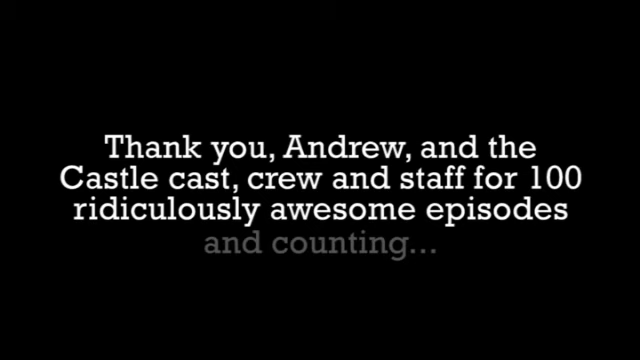 Thank you, Andrew, and the
Castle cast, crew and staff for 100
ridiculously awesome episodes
and counting...